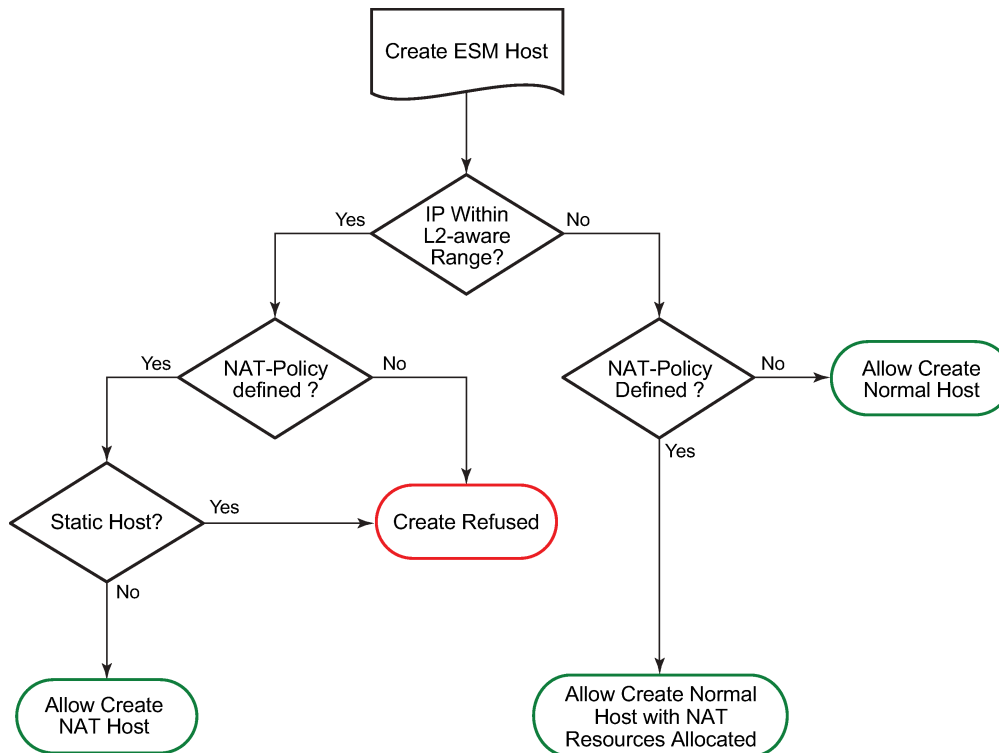 Create ESM Host
IP Within
L2-aware
Range?
Yes
No
NAT-Policy
defined ?
Yes
No
NAT-Policy
Defined ?
No
Yes
Allow Create
Normal Host
Static Host?
Yes
No
Create Refused
Allow Create
NAT Host
Allow Create Normal
Host with NAT
Resources Allocated